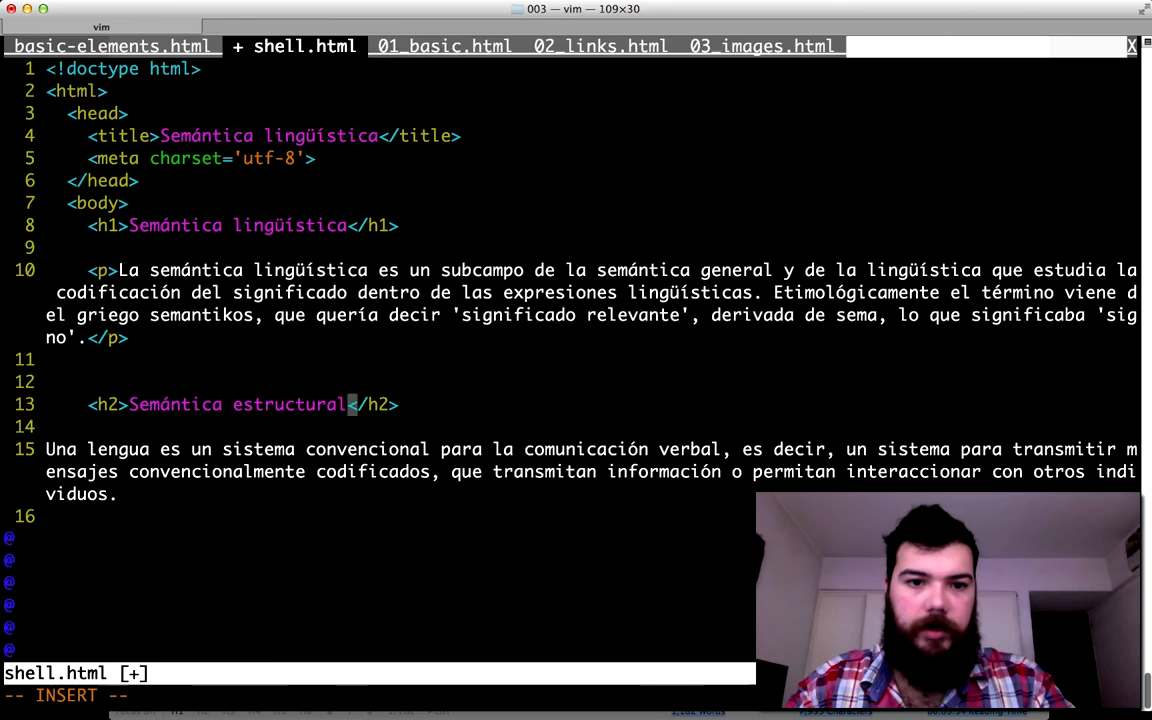 003 — vim — 109×30
vim
basic-elements.html + shell.html 01_basic.html 02_links.html 03_images.html X
1 <!doctype html>
2 <html>
3 <head>
4 <title>Semántica lingüística</title>
5 <meta charset='utf-8'>
6 </head>
7 <body>
8 <h1>Semántica lingüística</h1>
9
10 <p>La semántica lingüística es un subcampo de la semántica general y de la lingüística que estudia la
codificación del significado dentro de las expresiones lingüísticas. Etimológicamente el término viene d
el griego semantikos, que quería decir 'significado relevante', derivada de sema, lo que significaba 'sig
no'.</p>
11
12
13 <h2>Semántica estructural</h2>
14
15 Una lengua es un sistema convencional para la comunicación verbal, es decir, un sistema para transmitir m
ensajes convencionalmente codificados, que transmitan información o permitan interaccionar con otros indi
viduos.
16
@
@
@
@
@
@
shell.html [+]
-- INSERT --